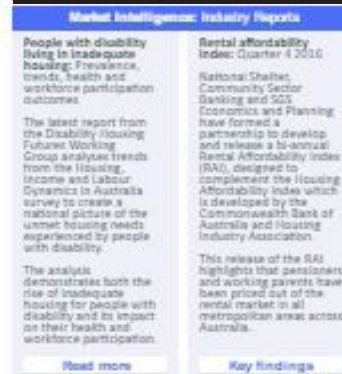 Market Intelligence: Industry Reports
People with disability
living in inadequate
housing: Prevalence,
trends, health and
workforce participation
outcomes
The latest report from
the Disability Housing
Futures Working
Group analyses trends
from the Housing,
Income and Labour
Dynamics in Australia
survey to create a
national picture of the
unmet housing needs
experienced by people
with disability.
The analysis
demonstrates both the
rise of inadequate
housing for people with
disability and its impact
on their health and
workforce participation.
Read more
Rental affordability
index: Quarter 4 2016
National Shelter,
Community Sector
Banking and SGS
Economics and Planning
have formed a
partnership to develop
and release a bi-annual
Rental Affordability Index
(RAI), designed to
complement the Housing
Affordability Index which
is developed by the
Commonwealth Bank of
Australia and Housing
Industry Association.
This release of the RAI
highlights that pensioners
and working parents have
been priced out of the
rental market in all
metropolitan areas across
Australia.
Key findings